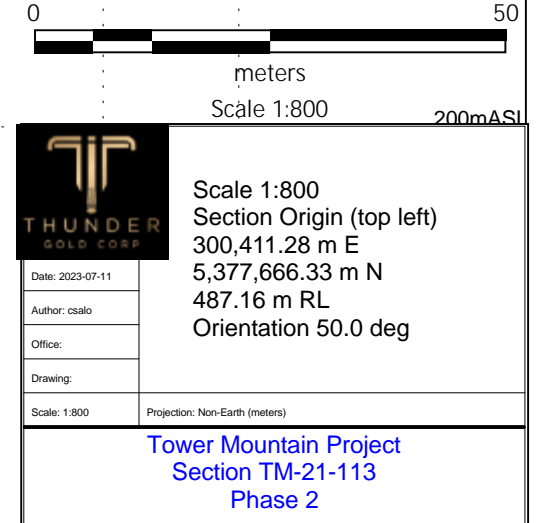 0 50
meters
Scale 1:800
200mASL
THUNDER
GOLD CORP
Scale 1:800
Section Origin (top left)
300,411.28 m E
5,377,666.33 m N
487.16 m RL
Orientation 50.0 deg
Date: 2023-07-11
Author: csalo
Office:
Drawing:
Scale: 1:800
Projection: Non-Earth (meters)
Tower Mountain Project
Section TM-21-113
Phase 2